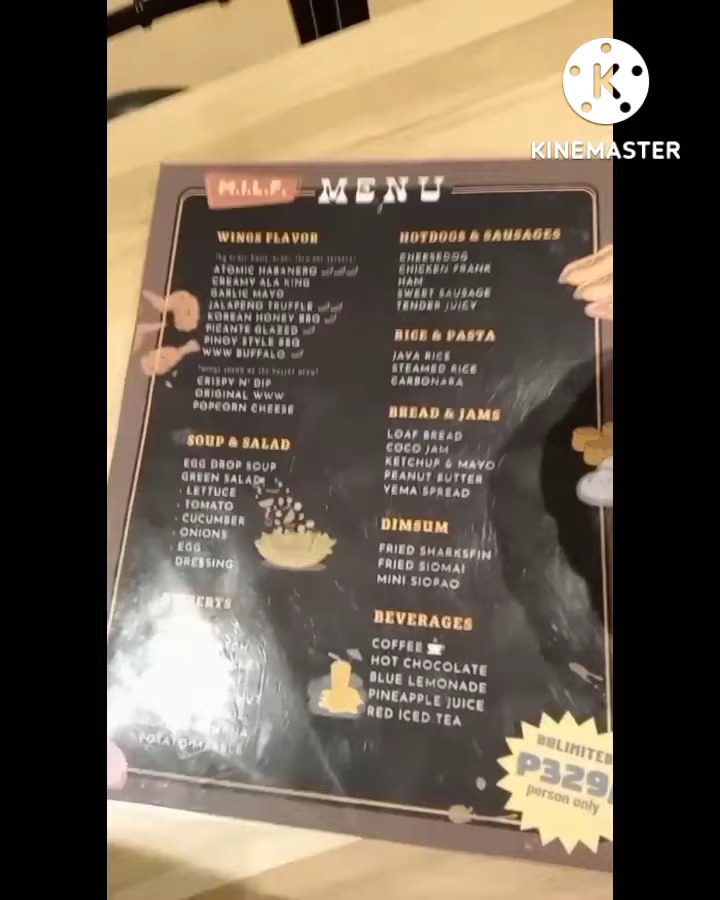 KINEMASTER
M.I.L.F. MENU
WINGS FLAVOR
ATOMIC HABANERO
CREAMY ALA KING
GARLIC MAYO
JALAPENO TRUFFLE
KOREAN HONEY BBQ
PICANTE GLAZED
PINOY STYLE BBQ
WWW BUFFALO
CRISPY N' DIP
ORIGINAL WWW
POPCORN CHEESE
SOUP & SALAD
EGG DROP SOUP
GREEN SALAD
- LETTUCE
- TOMATO
- CUCUMBER
- ONIONS
- EGG
DRESSING
HOTDOGS & SAUSAGES
CHEESEDOG
CHICKEN FRANK
HAM
SWEET SAUSAGE
TENDER JUICY
RICE & PASTA
JAVA RICE
STEAMED RICE
CARBONARA
BREAD & JAMS
LOAF BREAD
COCO JAM
KETCHUP & MAYO
PEANUT BUTTER
YEMA SPREAD
DIMSUM
FRIED SHARKSFIN
FRIED SIOMAI
MINI SIOPAO
BEVERAGES
COFFEE
HOT CHOCOLATE
BLUE LEMONADE
PINEAPPLE JUICE
RED ICED TEA
UNLIMITED
P329
person only